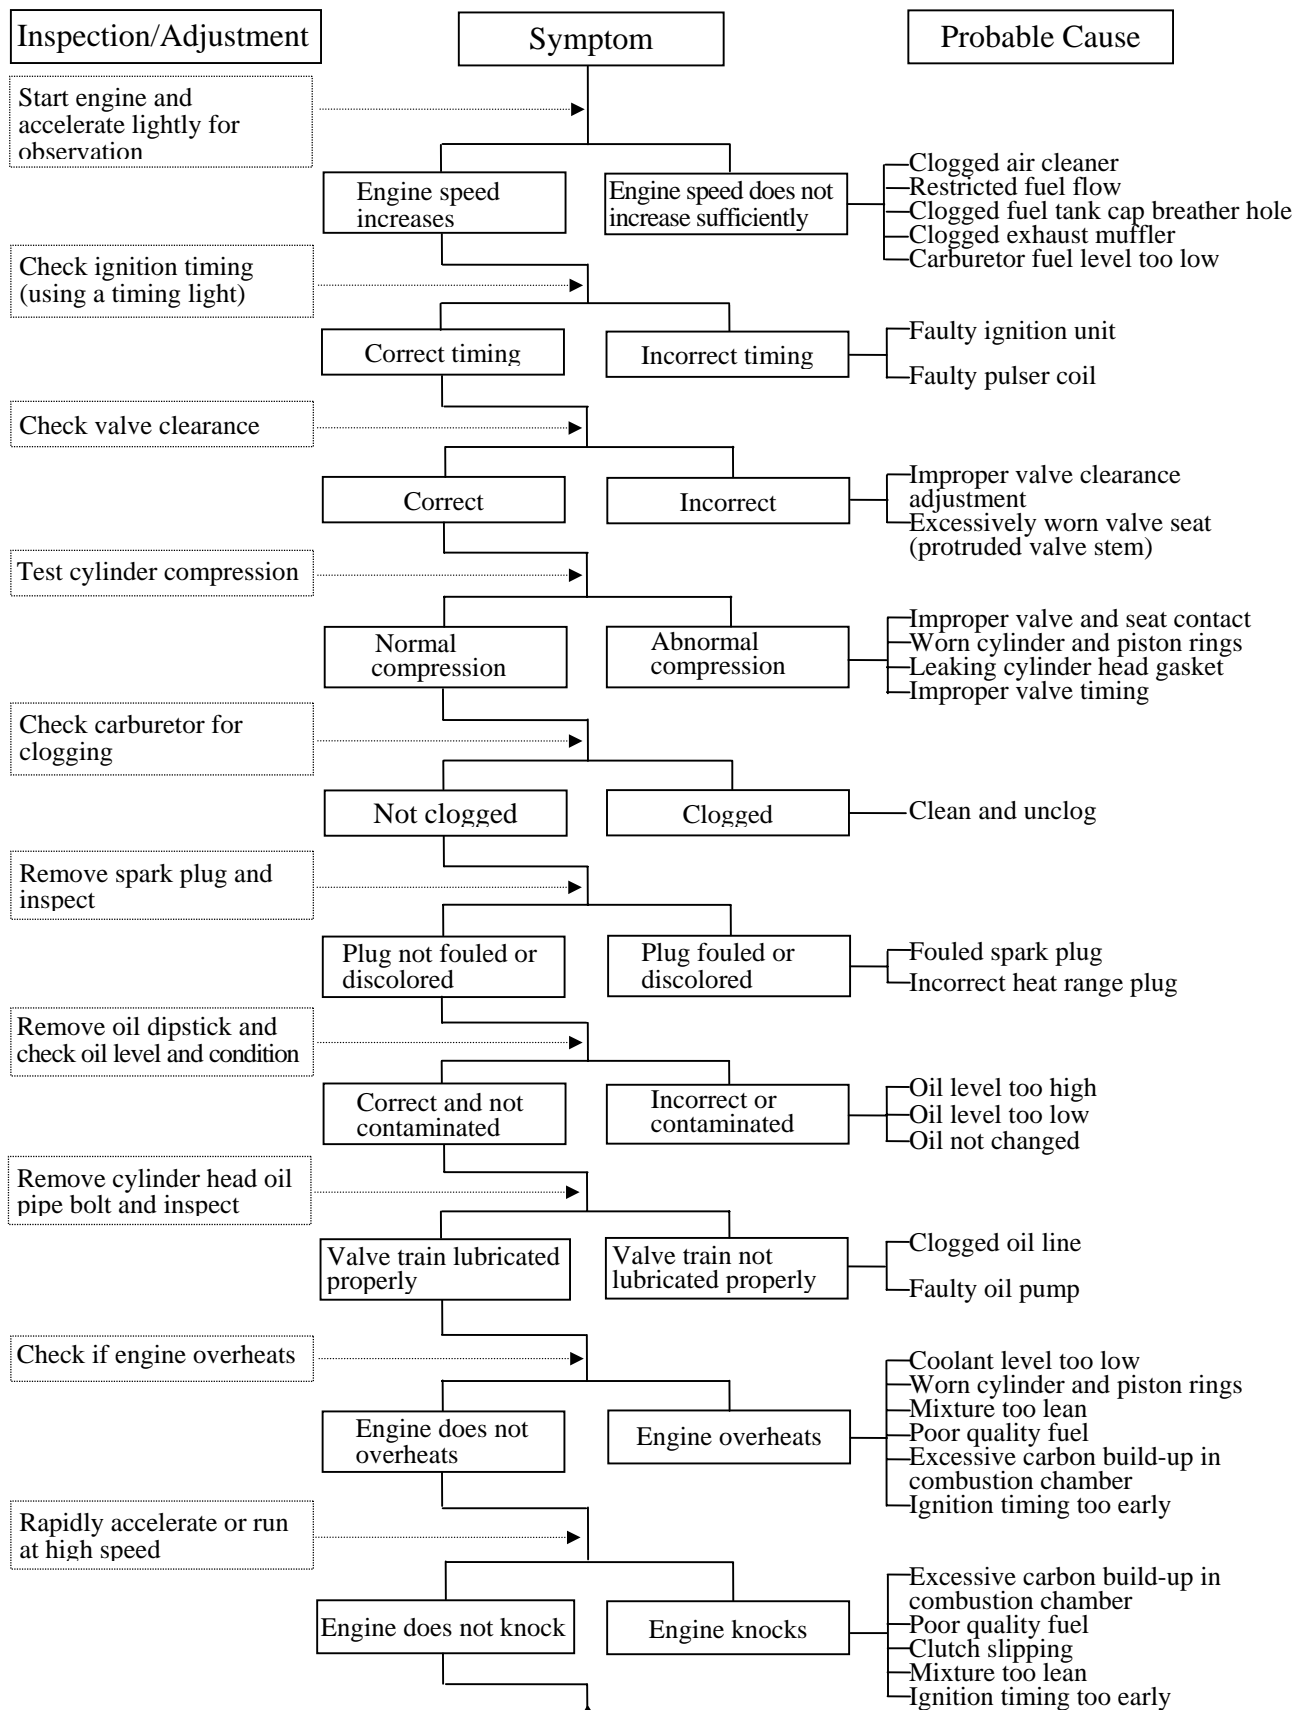 Inspection/Adjustment
Symptom
Probable Cause
Start engine and
accelerate lightly for
observation
Engine speed
increases
Engine speed does not
increase sufficiently
Clogged air cleaner
Restricted fuel flow
Clogged fuel tank cap breather hole
Clogged exhaust muffler
Carburetor fuel level too low
Check ignition timing
(using a timing light)
Correct timing
Incorrect timing
Faulty ignition unit
Faulty pulser coil
Check valve clearance
Correct
Incorrect
Improper valve clearance
adjustment
Excessively worn valve seat
(protruded valve stem)
Test cylinder compression
Normal
compression
Abnormal
compression
Improper valve and seat contact
Worn cylinder and piston rings
Leaking cylinder head gasket
Improper valve timing
Check carburetor for
clogging
Not clogged
Clogged
Clean and unclog
Remove spark plug and
inspect
Plug not fouled or
discolored
Plug fouled or
discolored
Fouled spark plug
Incorrect heat range plug
Remove oil dipstick and
check oil level and condition
Correct and not
contaminated
Incorrect or
contaminated
Oil level too high
Oil level too low
Oil not changed
Remove cylinder head oil
pipe bolt and inspect
Valve train lubricated
properly
Valve train not
lubricated properly
Clogged oil line
Faulty oil pump
Check if engine overheats
Engine does not
overheats
Engine overheats
Coolant level too low
Worn cylinder and piston rings
Mixture too lean
Poor quality fuel
Excessive carbon build-up in
combustion chamber
Ignition timing too early
Rapidly accelerate or run
at high speed
Engine does not knock
Engine knocks
Excessive carbon build-up in
combustion chamber
Poor quality fuel
Clutch slipping
Mixture too lean
Ignition timing too early